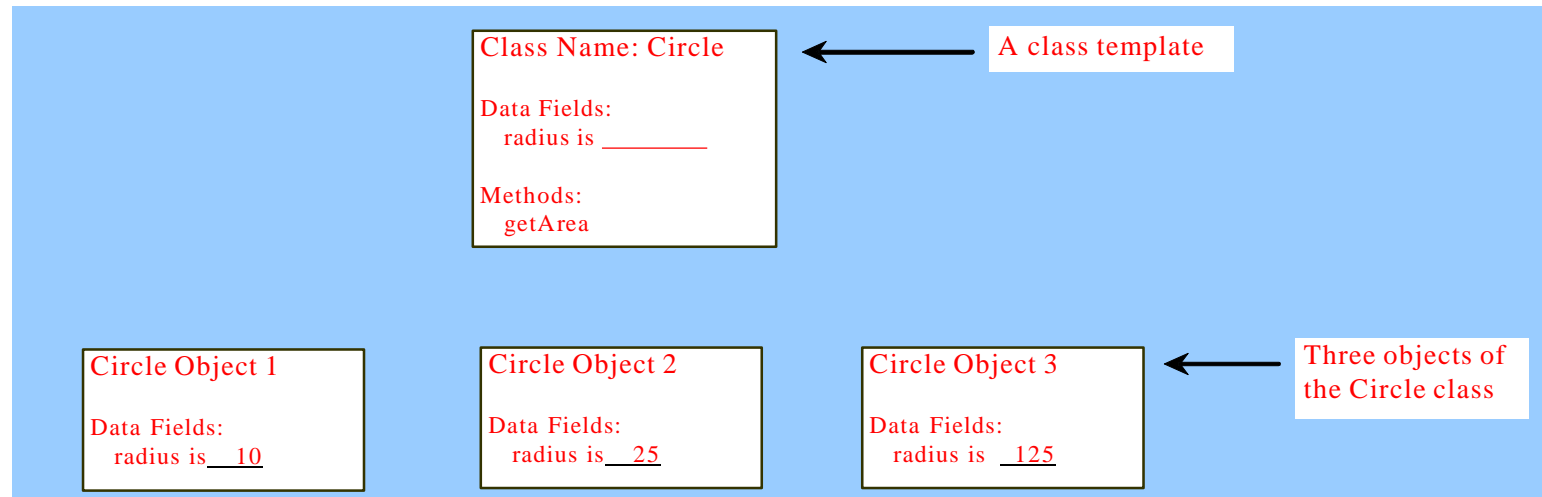 Class Name: Circle
A class template
Data Fields:
radius is _________
Methods:
getArea
Circle Object 1
Data Fields:
radius is 10
Circle Object 2
Data Fields:
radius is 25
Circle Object 3
Data Fields:
radius is 125
Three objects of
the Circle class